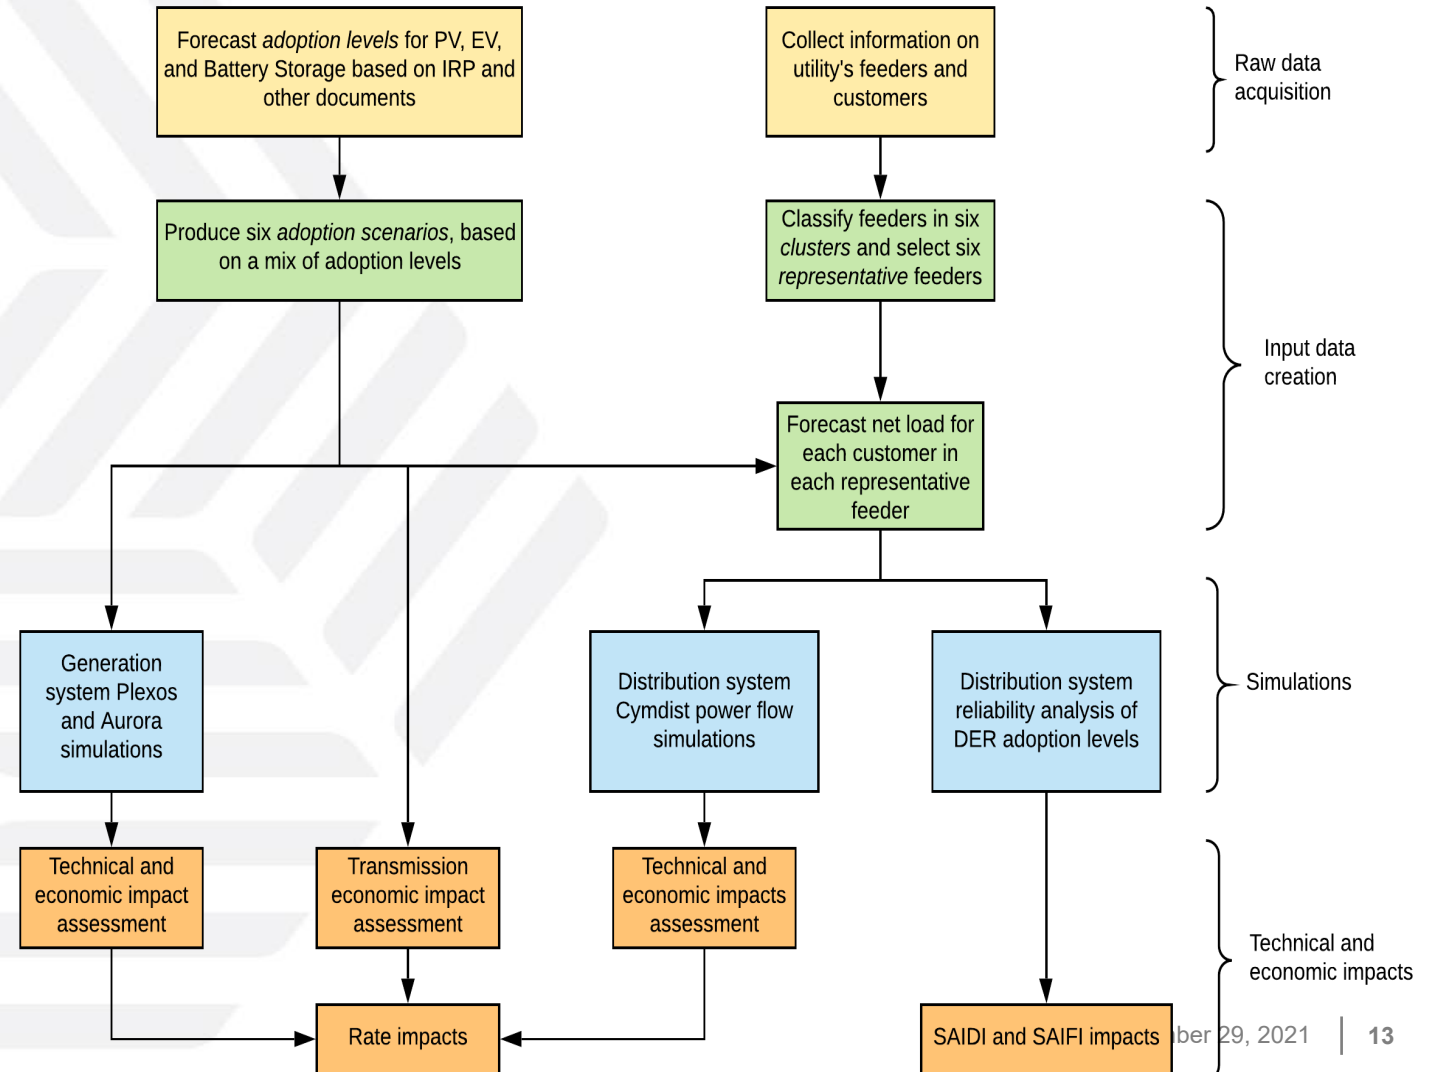 Forecast adoption levels for PV, EV,
and Battery Storage based on IRP and
other documents
Collect information on
utility's feeders and
customers
Raw data
acquisition
Produce six adoption scenarios, based
on a mix of adoption levels
Classify feeders in six
clusters and select six
representative feeders
Input data
creation
Forecast net load for
each customer in
each representative
feeder
Generation
system Plexos
and Aurora
simulations
Distribution system
Cymdist power flow
simulations
Distribution system
reliability analysis of
DER adoption levels
Simulations
Technical and
economic impact
assessment
Transmission
economic impact
assessment
Technical and
economic impacts
assessment
Technical and
economic impacts
Rate impacts
SAIDI and SAIFI impacts
29, 2021
13